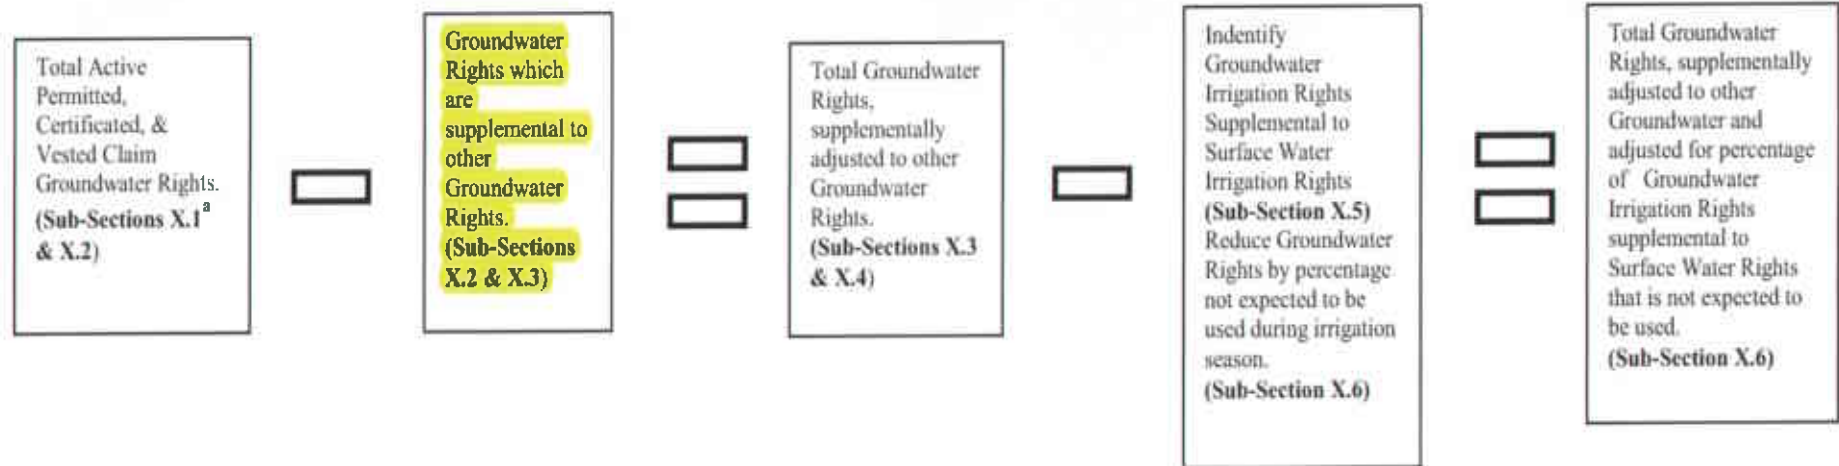 Total Active
Permitted,
Certificated, &
Vested Claim
Groundwater Rights.
(Sub-Sections X.1a
& X.2)
Groundwater
Rights which
are
supplemental to
other
Groundwater
Rights.
(Sub-Sections
X.2 & X.3)
Total Groundwater
Rights,
supplementally
adjusted to other
Groundwater
Rights.
(Sub-Sections X.3
& X.4)
Indentify
Groundwater
Irrigation Rights
Supplemental to
Surface Water
Irrigation Rights
(Sub-Section X.5)
Reduce Groundwater
Rights by percentage
not expected to be
used during irrigation
season.
(Sub-Section X.6)
Total Groundwater
Rights, supplementally
adjusted to other
Groundwater and
adjusted for percentage
of Groundwater
Irrigation Rights
supplemental to
Surface Water Rights
that is not expected to
be used.
(Sub-Section X.6)